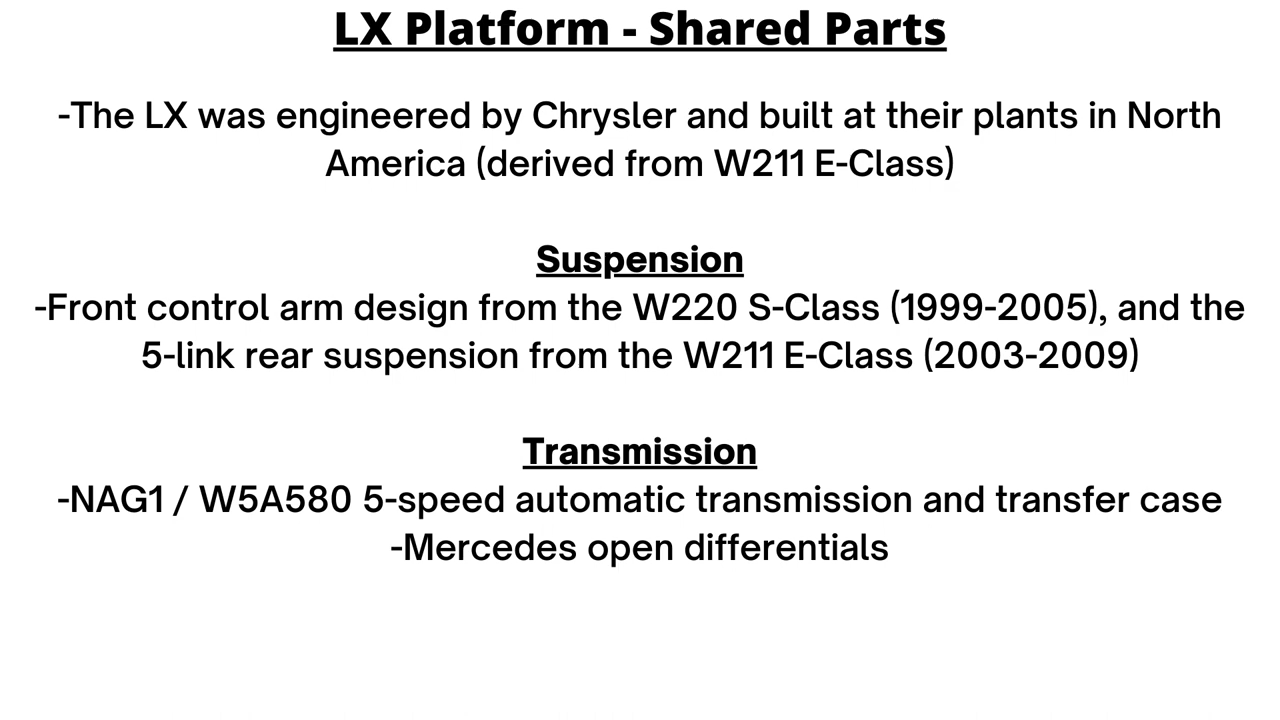 LX Platform - Shared Parts
-The LX was engineered by Chrysler and built at their plants in North
America (derived from W211 E-Class)
Suspension
-Front control arm design from the W220 S-Class (1999-2005), and the
5-link rear suspension from the W211 E-Class (2003-2009)
Transmission
-NAG1 / W5A580 5-speed automatic transmission and transfer case
-Mercedes open differentials